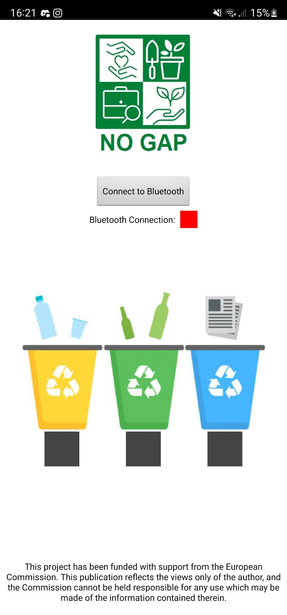 16:21 15%
NO GAP
Connect to Bluetooth
Bluetooth Connection:
This project has been funded with support from the European
Commission. This publication reflects the views only of the author, and
the Commission cannot be held responsible for any use which may be
made of the information contained therein.